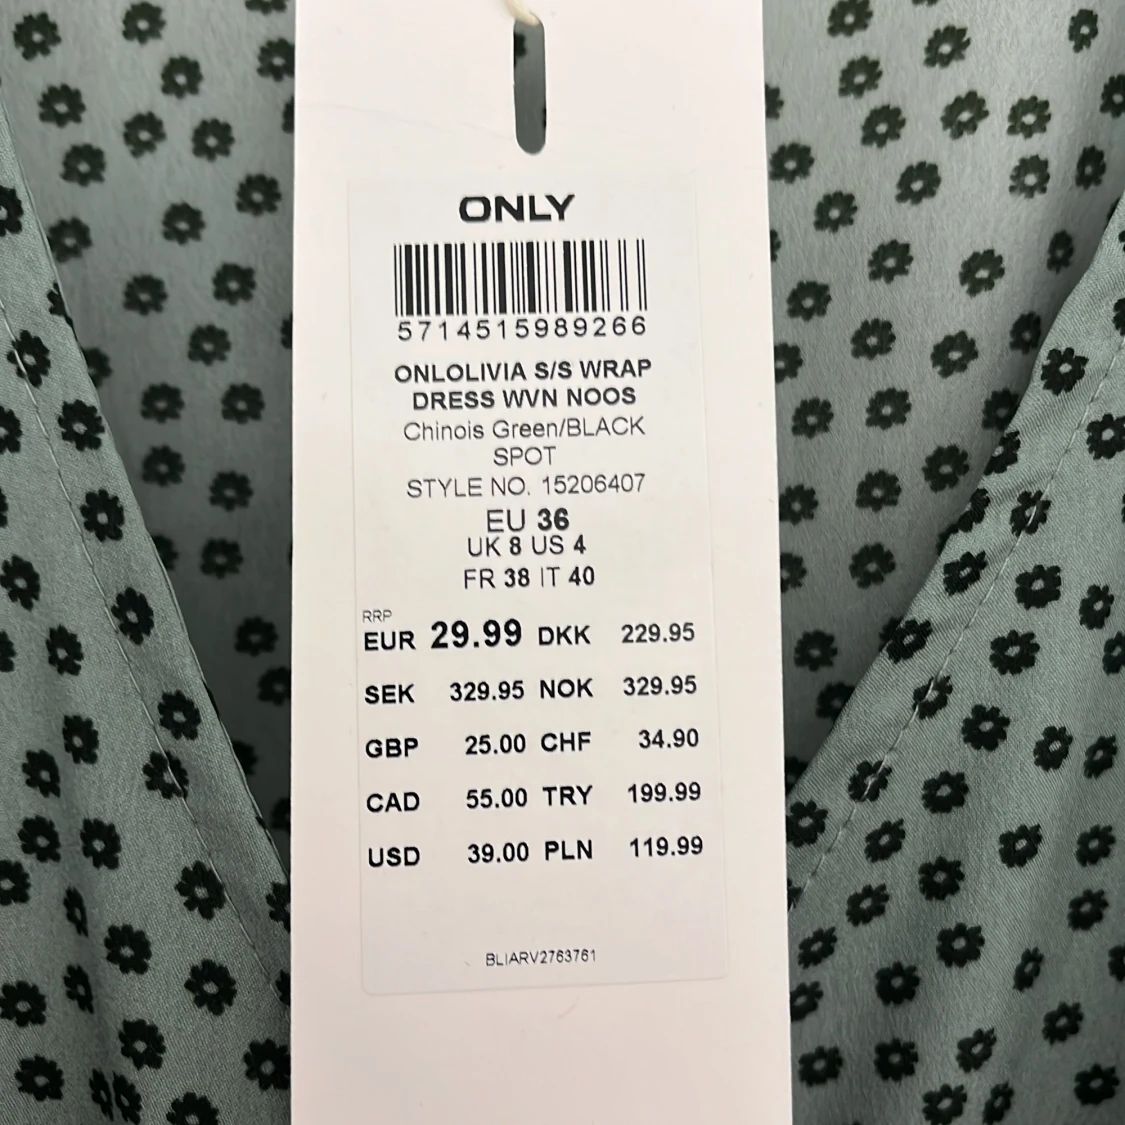 ONLY
5714515989266
ONLOLIVIA S/S WRAP
DRESS WVN NOOS
Chinois Green/BLACK
SPOT
STYLE NO. 15206407
EU 36
UK 8 US 4
FR 38 IT 40
RRP
EUR 29.99 DKK 229.95
SEK 329.95 NOK 329.95
GBP 25.00 CHF 34.90
CAD 55.00 TRY 199.99
USD 39.00 PLN 119.99
BLIARV2763761